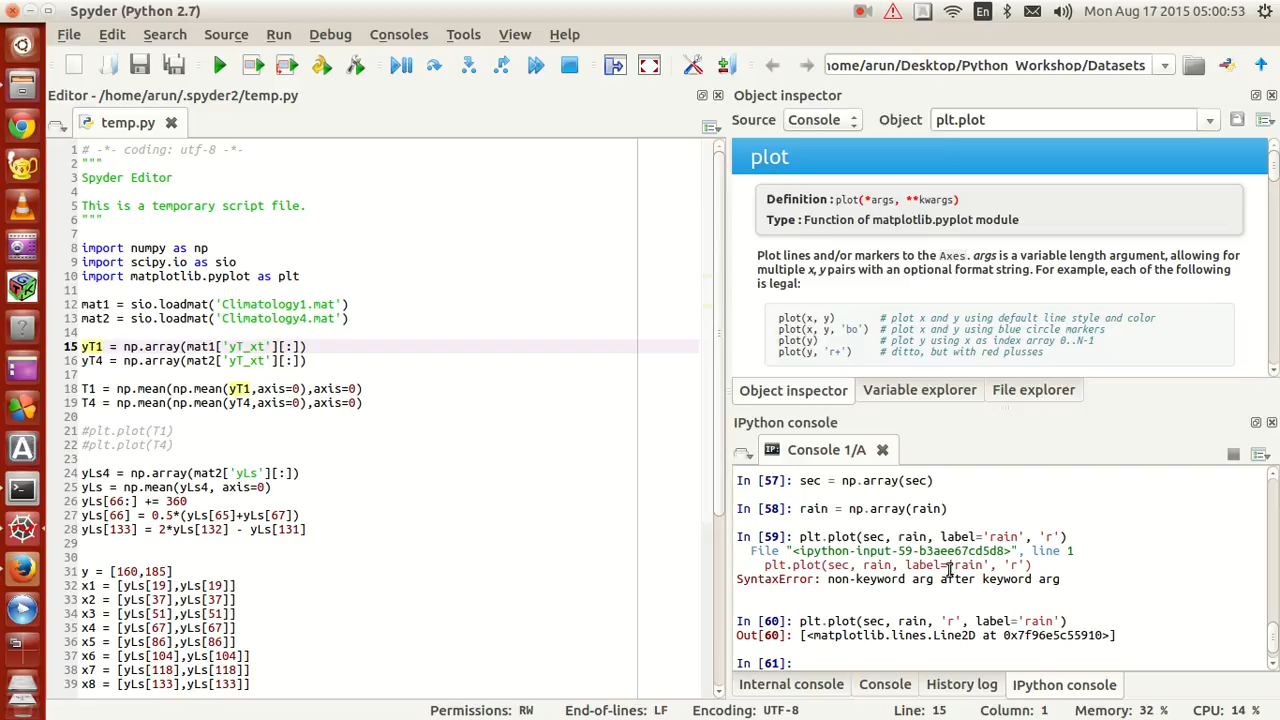 Spyder (Python 2.7)
En
Mon Aug 17 2015 05:00:53
File Edit Search Source Run Debug Consoles Tools View Help
home/arun/Desktop/Python Workshop/Datasets
Editor - /home/arun/.spyder2/temp.py
temp.py
1 # -*- coding: utf-8 -*-
2 """
3 Spyder Editor
4
5 This is a temporary script file.
6 """
7
8 import numpy as np
9 import scipy.io as sio
10 import matplotlib.pyplot as plt
11
12 mat1 = sio.loadmat('Climatology1.mat')
13 mat2 = sio.loadmat('Climatology4.mat')
14
15 yT1 = np.array(mat1['yT_xt'][:])
16 yT4 = np.array(mat2['yT_xt'][:])
17
18 T1 = np.mean(np.mean(yT1,axis=0),axis=0)
19 T4 = np.mean(np.mean(yT4,axis=0),axis=0)
20
21 #plt.plot(T1)
22 #plt.plot(T4)
23
24 yLs4 = np.array(mat2['yLs'][:])
25 yLs = np.mean(yLs4, axis=0)
26 yLs[66:] += 360
27 yLs[66] = 0.5*(yLs[65]+yLs[67])
28 yLs[133] = 2*yLs[132] - yLs[131]
29
30
31 y = [160,185]
32 x1 = [yLs[19],yLs[19]]
33 x2 = [yLs[37],yLs[37]]
34 x3 = [yLs[51],yLs[51]]
35 x4 = [yLs[67],yLs[67]]
36 x5 = [yLs[86],yLs[86]]
37 x6 = [yLs[104],yLs[104]]
38 x7 = [yLs[118],yLs[118]]
39 x8 = [yLs[133],yLs[133]]
Object inspector
Source Console Object plt.plot
plot
Definition : plot(*args, **kwargs)
Type : Function of matplotlib.pyplot module
Plot lines and/or markers to the Axes. args is a variable length argument, allowing for
multiple x, y pairs with an optional format string. For example, each of the following
is legal:
plot(x, y) # plot x and y using default line style and color
plot(x, y, 'bo') # plot x and y using blue circle markers
plot(y) # plot y using x as index array 0..N-1
plot(y, 'r+') # ditto, but with red plusses
Object inspector Variable explorer File explorer
IPython console
Console 1/A
In [57]: sec = np.array(sec)
In [58]: rain = np.array(rain)
In [59]: plt.plot(sec, rain, label='rain', 'r')
File "<ipython-input-59-b3aee67cd5d8>", line 1
plt.plot(sec, rain, label='rain', 'r')
SyntaxError: non-keyword arg after keyword arg
In [60]: plt.plot(sec, rain, 'r', label='rain')
Out[60]: [<matplotlib.lines.Line2D at 0x7f96e5c55910>]
In [61]:
Internal console Console History log IPython console
Permissions: RW End-of-lines: LF Encoding: UTF-8 Line: 15 Column: 1 Memory: 32 % CPU: 14 %